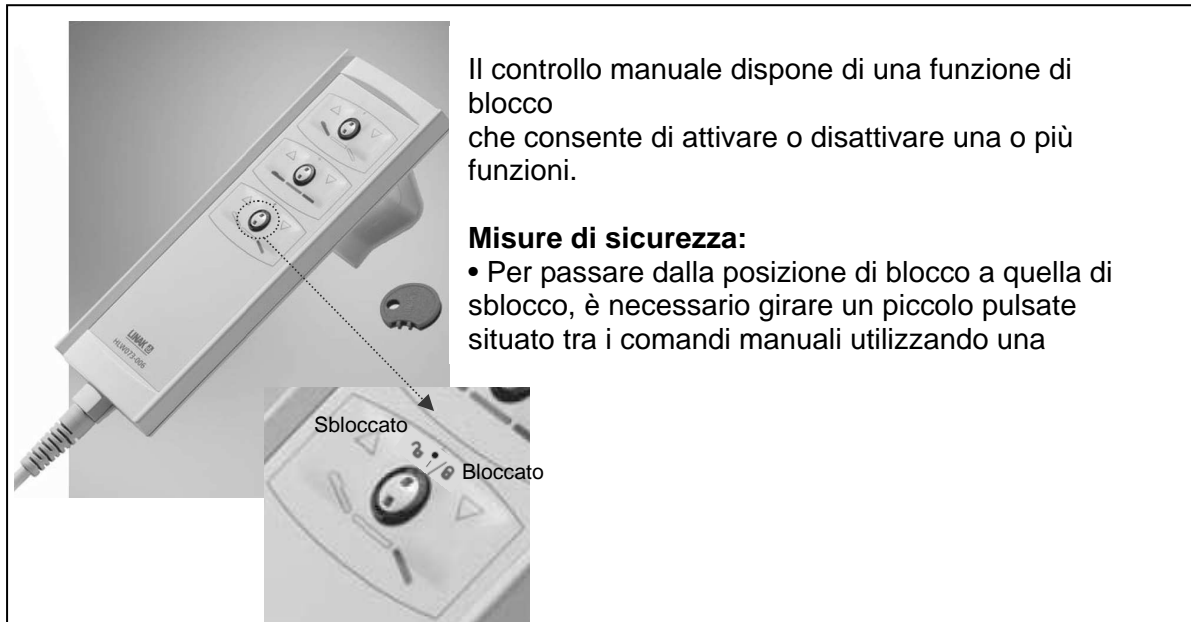 Il controllo manuale dispone di una funzione di
blocco
che consente di attivare o disattivare una o più
funzioni.
Misure di sicurezza:
• Per passare dalla posizione di blocco a quella di
sblocco, è necessario girare un piccolo pulsate
situato tra i comandi manuali utilizzando una
LINAK
HLW073-006
Sbloccato
Bloccato